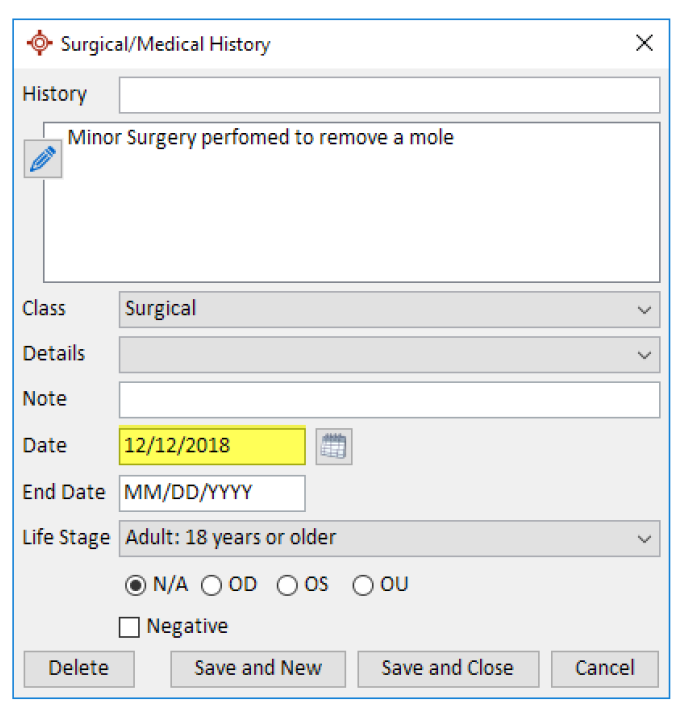 Surgical/Medical History
History
Minor Surgery perfomed to remove a mole
Class Surgical
Details
Note
Date 12/12/2018
End Date MM/DD/YYYY
Life Stage Adult: 18 years or older
N/A OD OS OU
Negative
Delete Save and New Save and Close Cancel